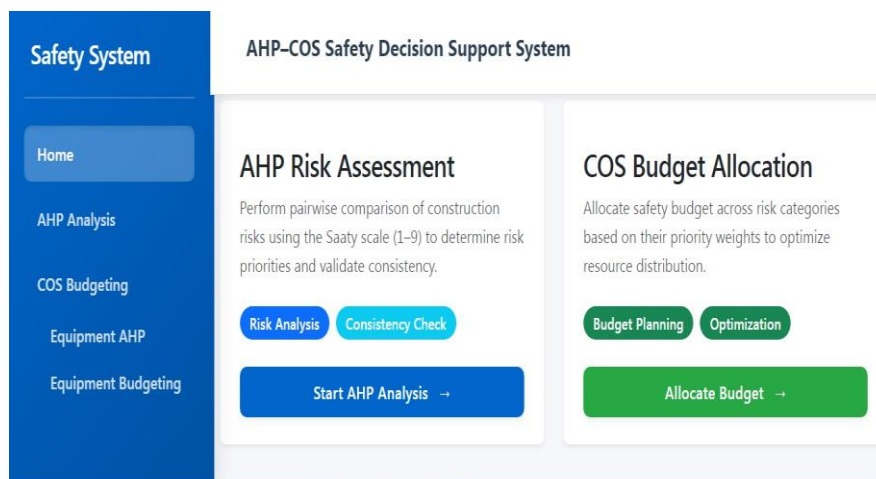 Safety System
AHP–COS Safety Decision Support System
Home
AHP Analysis
COS Budgeting
Equipment AHP
Equipment Budgeting
AHP Risk Assessment
Perform pairwise comparison of construction
risks using the Saaty scale (1–9) to determine risk
priorities and validate consistency.
Risk Analysis
Consistency Check
Start AHP Analysis →
COS Budget Allocation
Allocate safety budget across risk categories
based on their priority weights to optimize
resource distribution.
Budget Planning
Optimization
Allocate Budget →